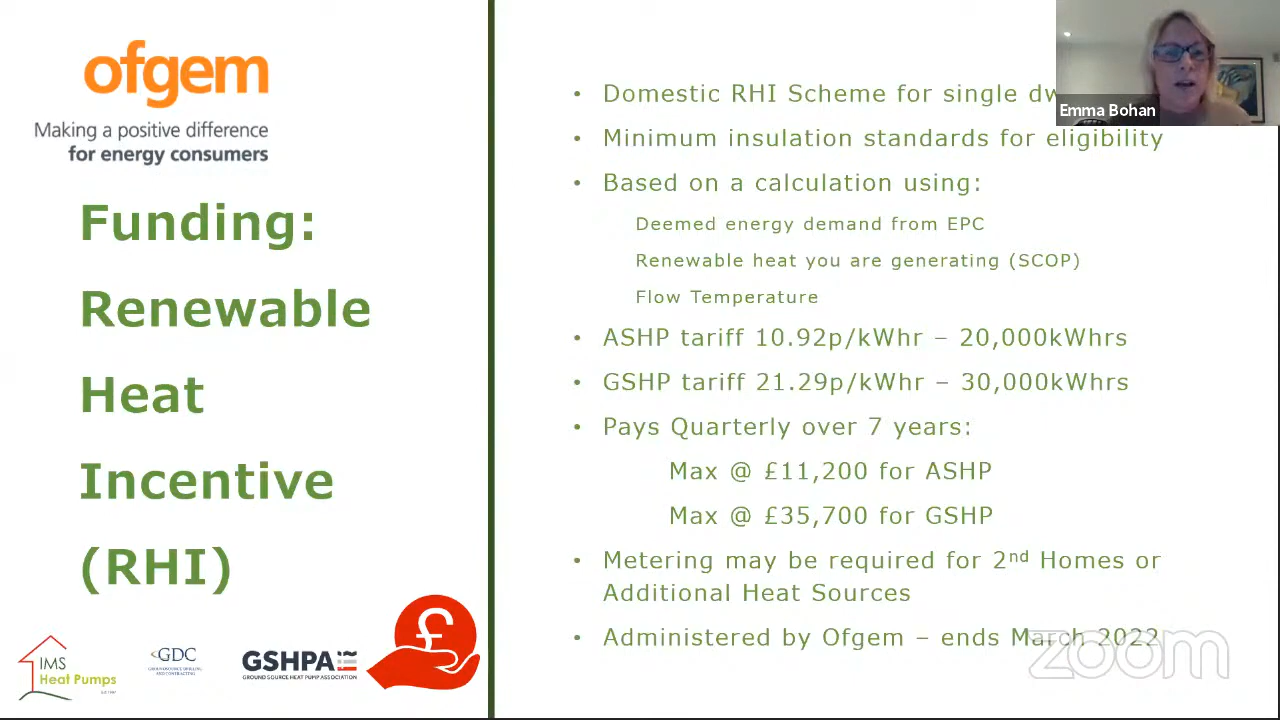 ofgem
Making a positive difference
for energy consumers
Funding:
Renewable
Heat
Incentive
(RHI)
IMS
Heat Pumps
GDC
GROUNDSOURCE DRILLING
AND CONTRACTING
GSHPA
GROUND SOURCE HEAT PUMP ASSOCIATION
£
• Domestic RHI Scheme for single
• Minimum insulation standards for eligibility
• Based on a calculation using:
Deemed energy demand from EPC
Renewable heat you are generating (SCOP)
Flow Temperature
• ASHP tariff 10.92p/kWhr – 20,000kWhrs
• GSHP tariff 21.29p/kWhr – 30,000kWhrs
• Pays Quarterly over 7 years:
Max @ £11,200 for ASHP
Max @ £35,700 for GSHP
• Metering may be required for 2nd Homes or
Additional Heat Sources
• Administered by Ofgem – ends March 2022
Emma Bohan
zoom